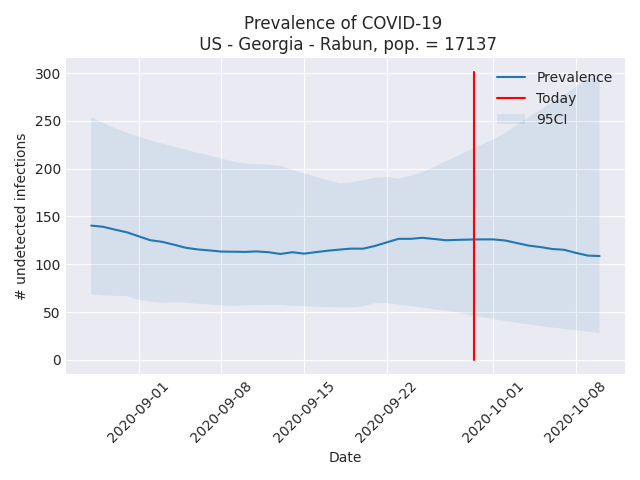 Prevalence of COVID-19
US - Georgia - Rabun, pop. = 17137
Prevalence
Today
95CI
# undetected infections
300
250
200
150
100
50
0
2020-09-01
2020-09-08
2020-09-15
2020-09-22
2020-10-01
2020-10-08
Date